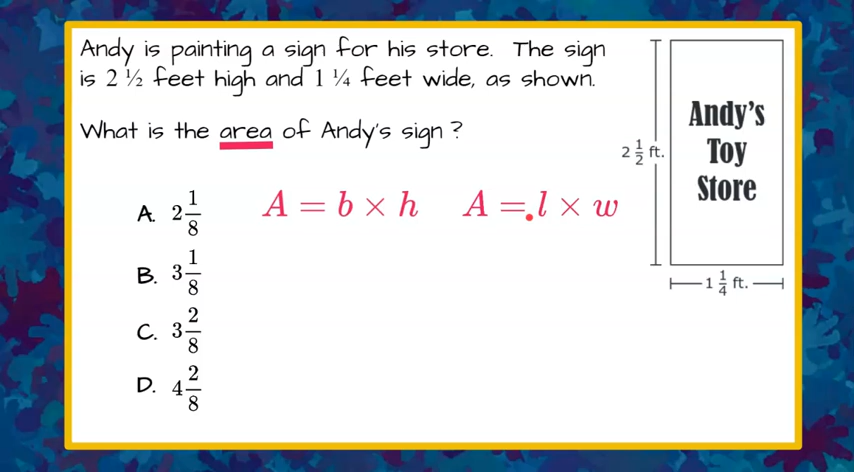 Andy is painting a sign for his store. The sign
is 2 ½ feet high and 1 ¼ feet wide, as shown.
What is the area of Andy's sign?
A. 2 1/8
B. 3 1/8
C. 3 2/8
D. 4 2/8
A = b × h
A = l × w
2 1/2 ft.
Andy's
Toy
Store
1 1/4 ft.